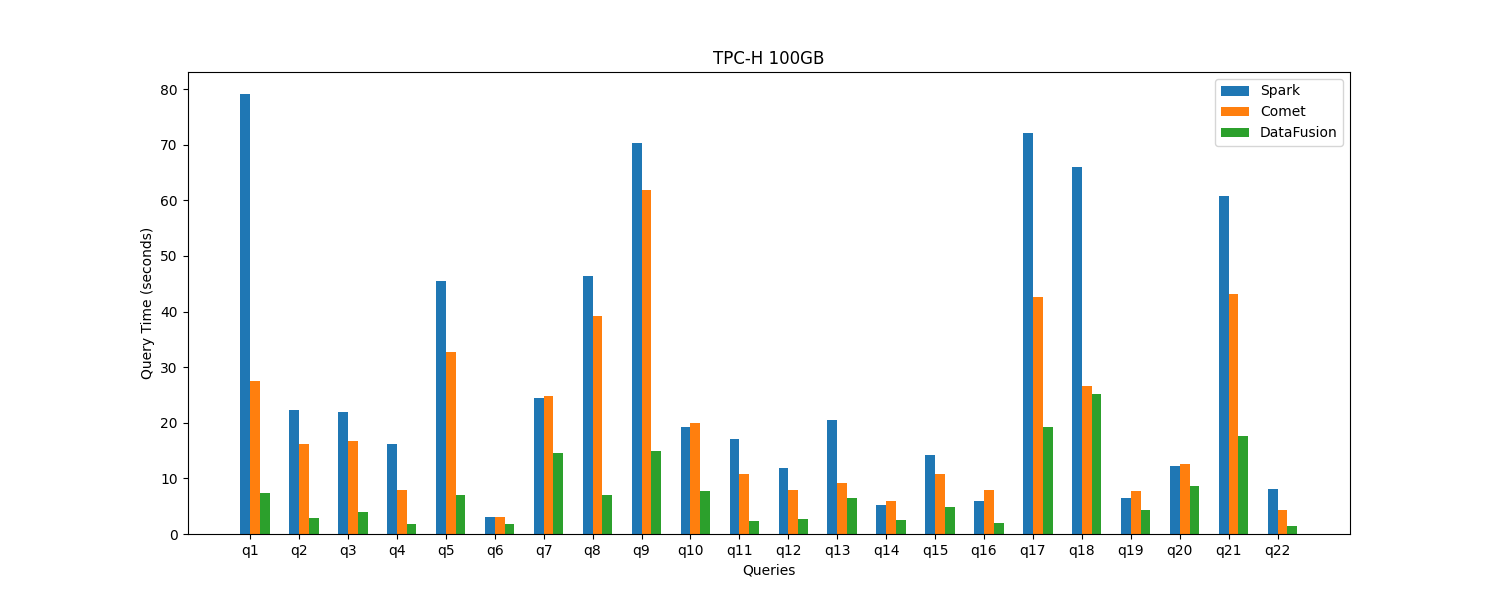 TPC-H 100GB
Spark
Comet
DataFusion
Query Time (seconds)
80
70
60
50
40
30
20
10
0
q1 q2 q3 q4 q5 q6 q7 q8 q9 q10 q11 q12 q13 q14 q15 q16 q17 q18 q19 q20 q21 q22
Queries